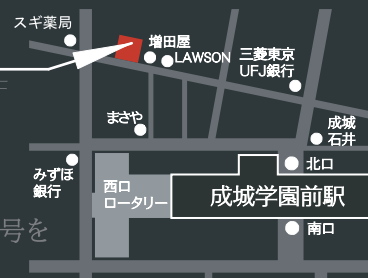 スギ薬局
増田屋
LAWSON
三菱東京
UFJ銀行
まさや
成城
石井
みずほ
銀行
西口
ロータリー
北口
成城学園前駅
南口
号を